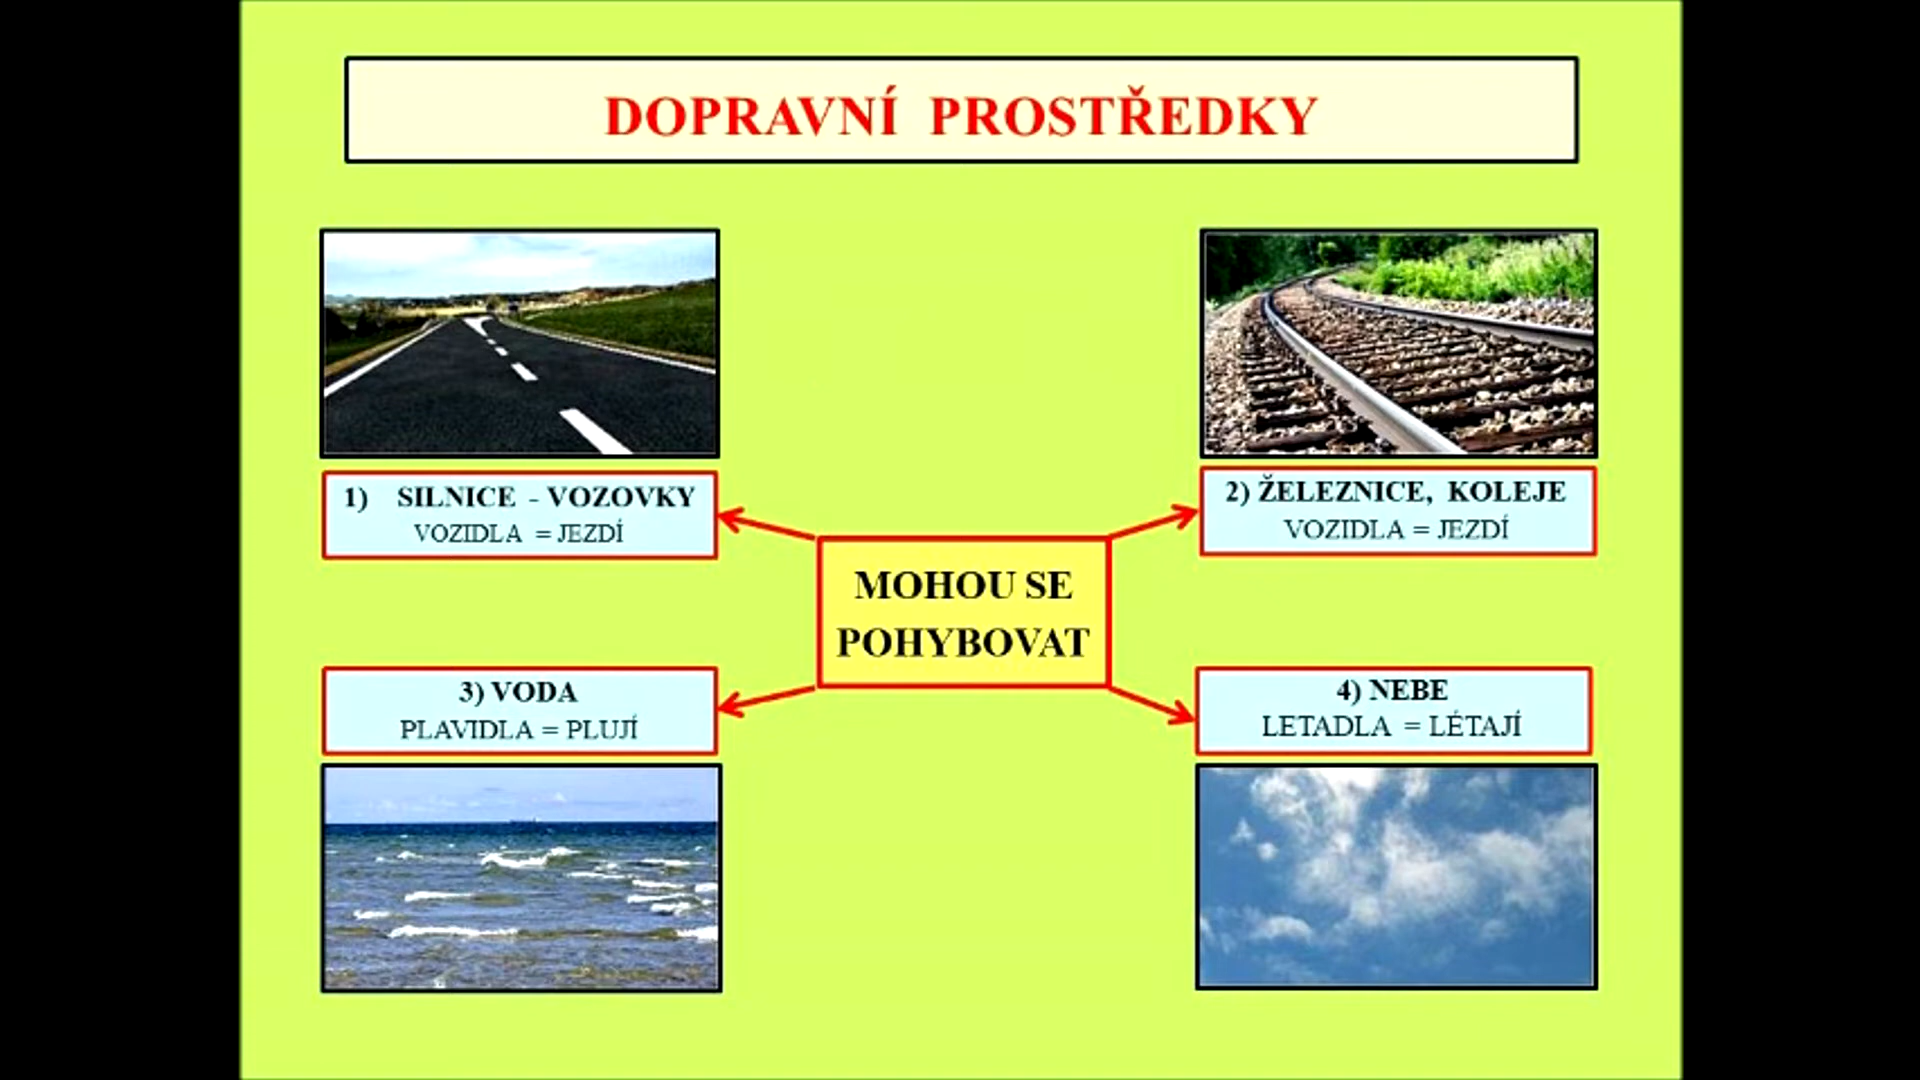 DOPRAVNÍ PROSTŘEDKY
1) SILNICE - VOZOVKY
VOZIDLA = JEZDÍ
2) ŽELEZNICE, KOLEJE
VOZIDLA = JEZDÍ
MOHOU SE
POHYBOVAT
3) VODA
PLAVIDLA = PLUJÍ
4) NEBE
LETADLA = LÉTAJÍ